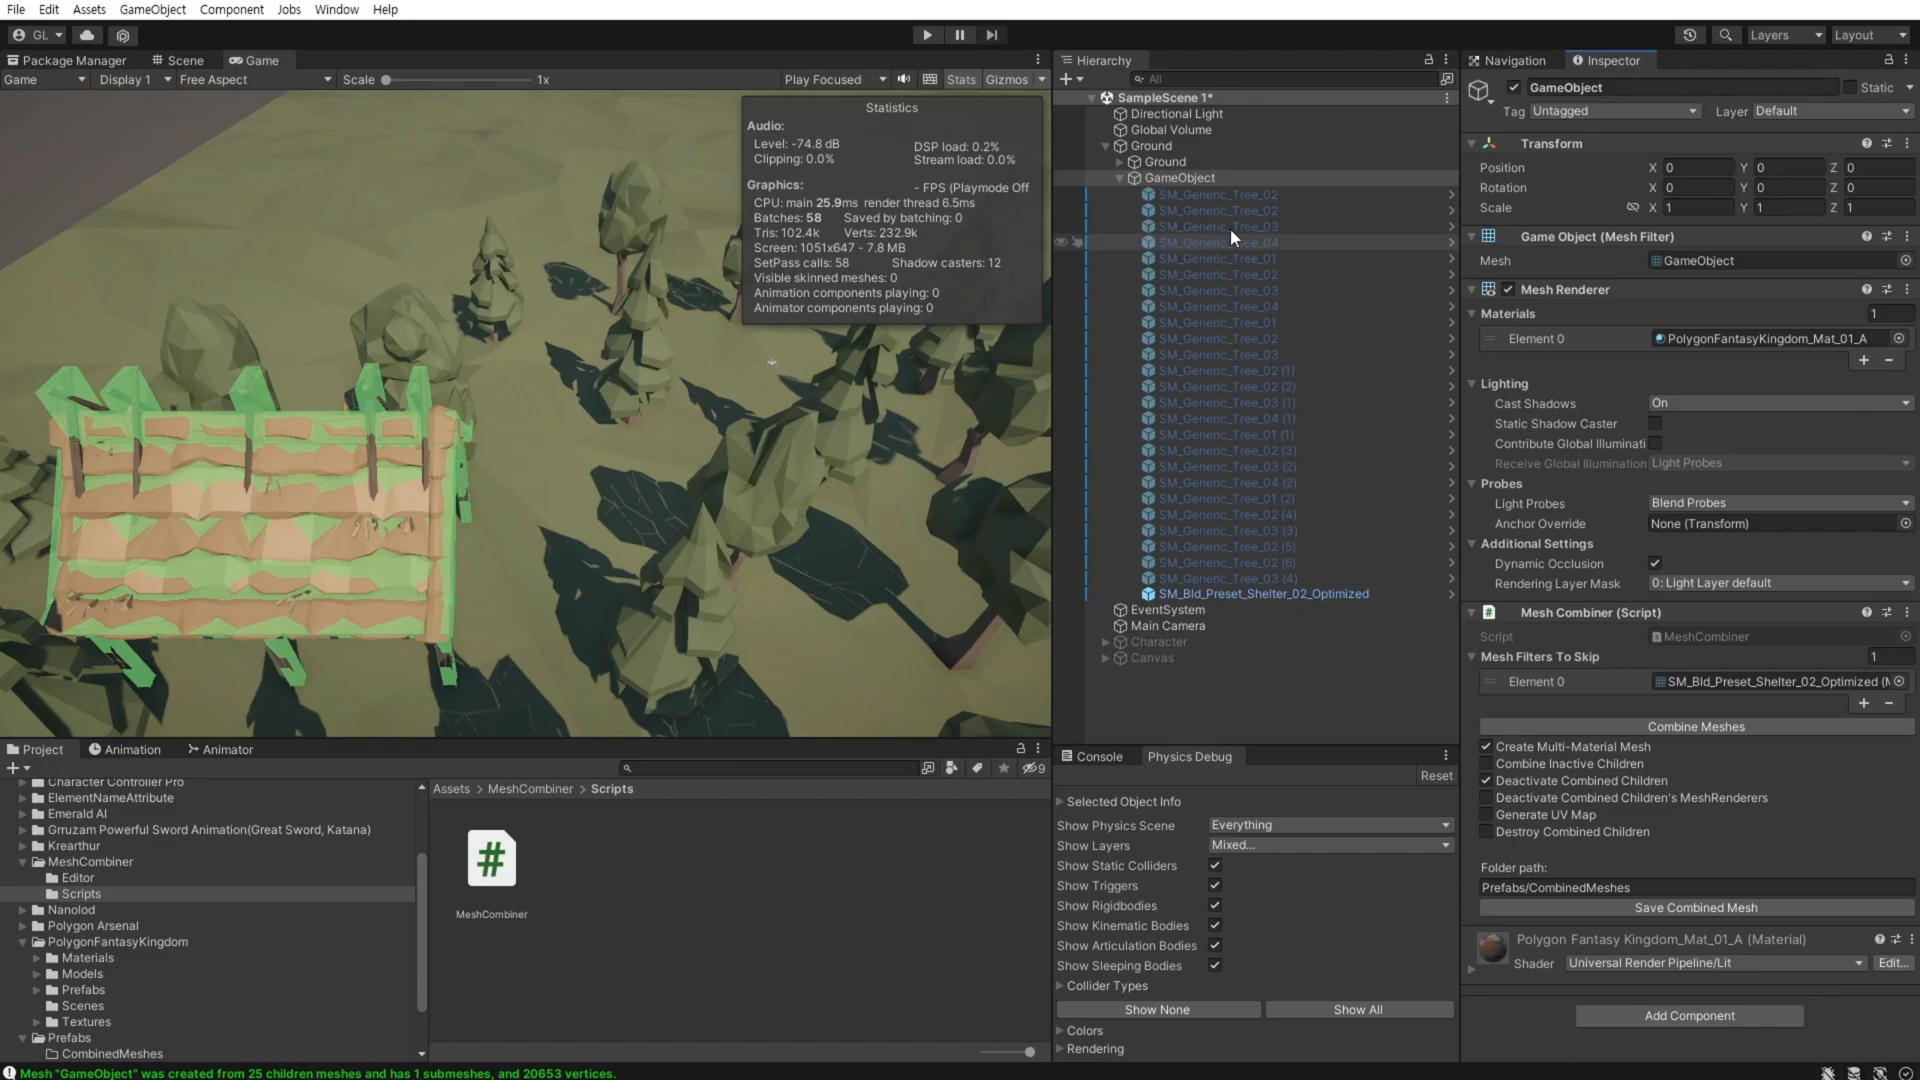 File Edit Assets GameObject Component Jobs Window Help
GL Layers Layout
Package Manager Scene Game
Game Display 1 Free Aspect Scale 1x Play Focused Stats Gizmos
Statistics
Audio:
Level: -74.8 dB DSP load: 0.2%
Clipping: 0.0% Stream load: 0.0%
Graphics: - FPS (Playmode Off
CPU: main 25.9ms render thread 6.5ms
Batches: 58 Saved by batching: 0
Tris: 102.4k Verts: 232.9k
Screen: 1051x647 - 7.8 MB
SetPass calls: 58 Shadow casters: 12
Visible skinned meshes: 0
Animation components playing: 0
Animator components playing: 0
Hierarchy
All
SampleScene 1*
Directional Light
Global Volume
Ground
Ground
GameObject
SM_Generic_Tree_02
SM_Generic_Tree_02
SM_Generic_Tree_03
SM_Generic_Tree_04
SM_Generic_Tree_01
SM_Generic_Tree_02
SM_Generic_Tree_03
SM_Generic_Tree_04
SM_Generic_Tree_01
SM_Generic_Tree_02
SM_Generic_Tree_03
SM_Generic_Tree_02 (1)
SM_Generic_Tree_02 (2)
SM_Generic_Tree_03 (1)
SM_Generic_Tree_04 (1)
SM_Generic_Tree_01 (1)
SM_Generic_Tree_02 (3)
SM_Generic_Tree_03 (2)
SM_Generic_Tree_04 (2)
SM_Generic_Tree_01 (2)
SM_Generic_Tree_02 (4)
SM_Generic_Tree_03 (3)
SM_Generic_Tree_02 (5)
SM_Generic_Tree_02 (6)
SM_Generic_Tree_03 (4)
SM_Bld_Preset_Shelter_02_Optimized
EventSystem
Main Camera
Character
Canvas
Navigation Inspector
GameObject Static
Tag Untagged Layer Default
Transform
Position X 0 Y 0 Z 0
Rotation X 0 Y 0 Z 0
Scale X 1 Y 1 Z 1
Game Object (Mesh Filter)
Mesh GameObject
Mesh Renderer
Materials 1
Element 0 PolygonFantasyKingdom_Mat_01_A
Lighting
Cast Shadows On
Static Shadow Caster
Contribute Global Illuminati
Receive Global Illumination Light Probes
Probes
Light Probes Blend Probes
Anchor Override None (Transform)
Additional Settings
Dynamic Occlusion
Rendering Layer Mask 0: Light Layer default
Mesh Combiner (Script)
Script MeshCombiner
Mesh Filters To Skip 1
Element 0 SM_Bld_Preset_Shelter_02_Optimized (
Combine Meshes
Create Multi-Material Mesh
Combine Inactive Children
Deactivate Combined Children
Deactivate Combined Children's MeshRenderers
Generate UV Map
Destroy Combined Children
Folder path:
Prefabs/CombinedMeshes
Save Combined Mesh
Polygon Fantasy Kingdom_Mat_01_A (Material)
Shader Universal Render Pipeline/Lit Edit...
Add Component
Project Animation Animator
9
Character Controller Pro
ElementNameAttribute
Emerald AI
Grruzam Powerful Sword Animation(Great Sword, Katana)
Krearthur
MeshCombiner
Editor
Scripts
Nanolod
Polygon Arsenal
PolygonFantasyKingdom
Materials
Models
Prefabs
Scenes
Textures
Prefabs
CombinedMeshes
Assets > MeshCombiner > Scripts
#
MeshCombiner
Console Physics Debug
Reset
Selected Object Info
Show Physics Scene Everything
Show Layers Mixed...
Show Static Colliders
Show Triggers
Show Rigidbodies
Show Kinematic Bodies
Show Articulation Bodies
Show Sleeping Bodies
Collider Types
Show None Show All
Colors
Rendering
Mesh "GameObject" was created from 25 children meshes and has 1 submeshes, and 20653 vertices.